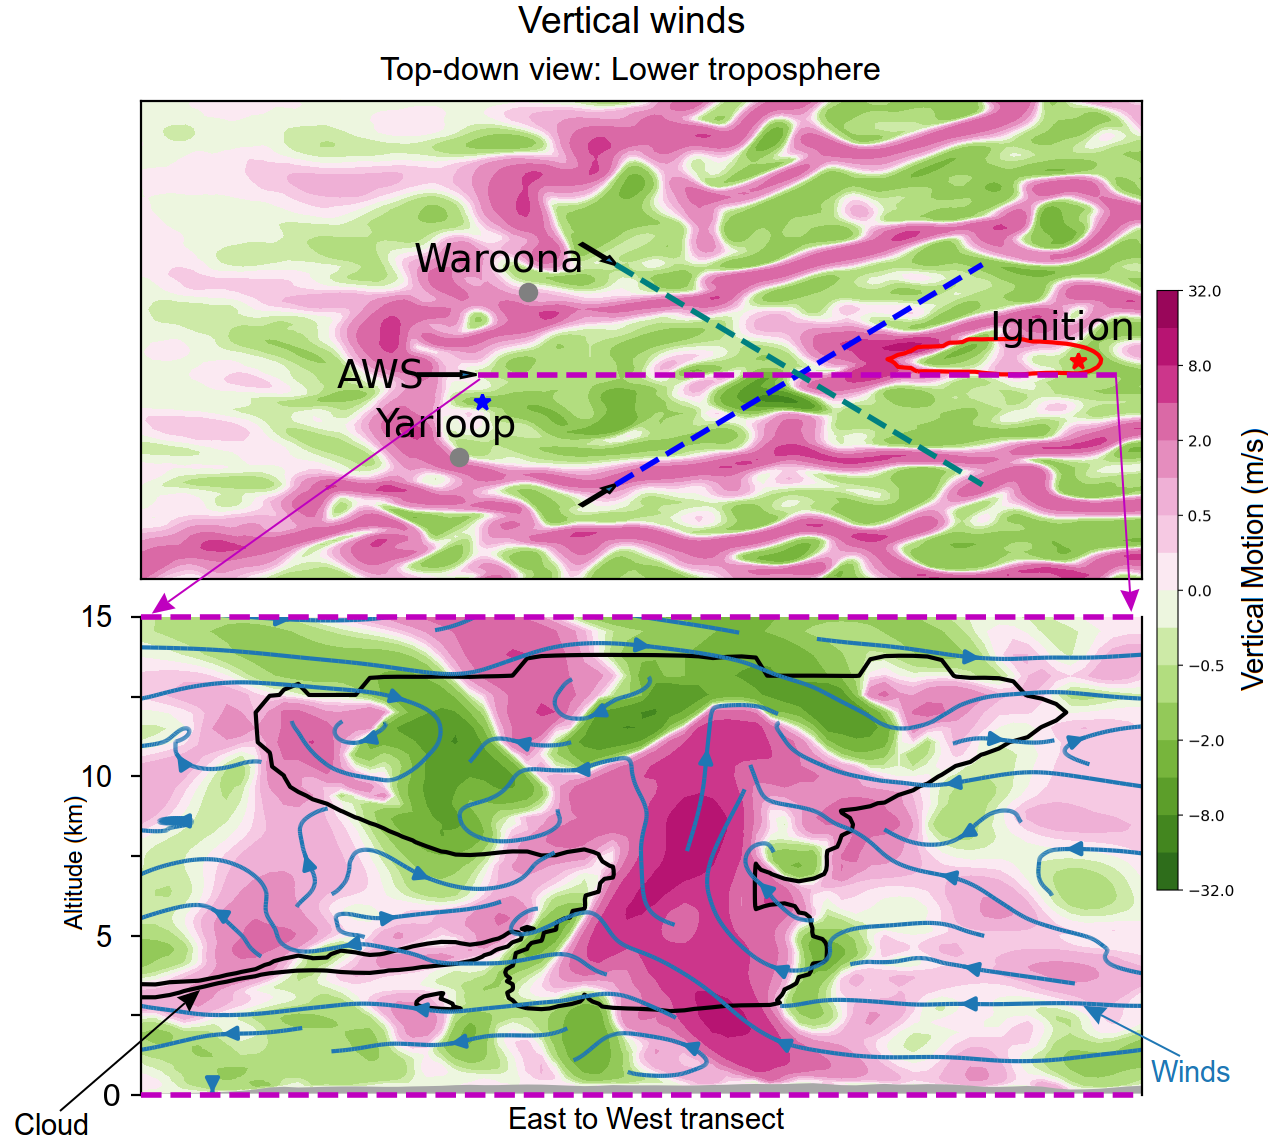 Vertical winds
Top-down view: Lower troposphere
Waroona
Ignition
AWS
Yarloop
32.0
8.0
2.0
0.5
0.0
−0.5
−2.0
−8.0
−32.0
Vertical Motion (m/s)
15
10
5
0
Altitude (km)
Winds
Cloud
East to West transect